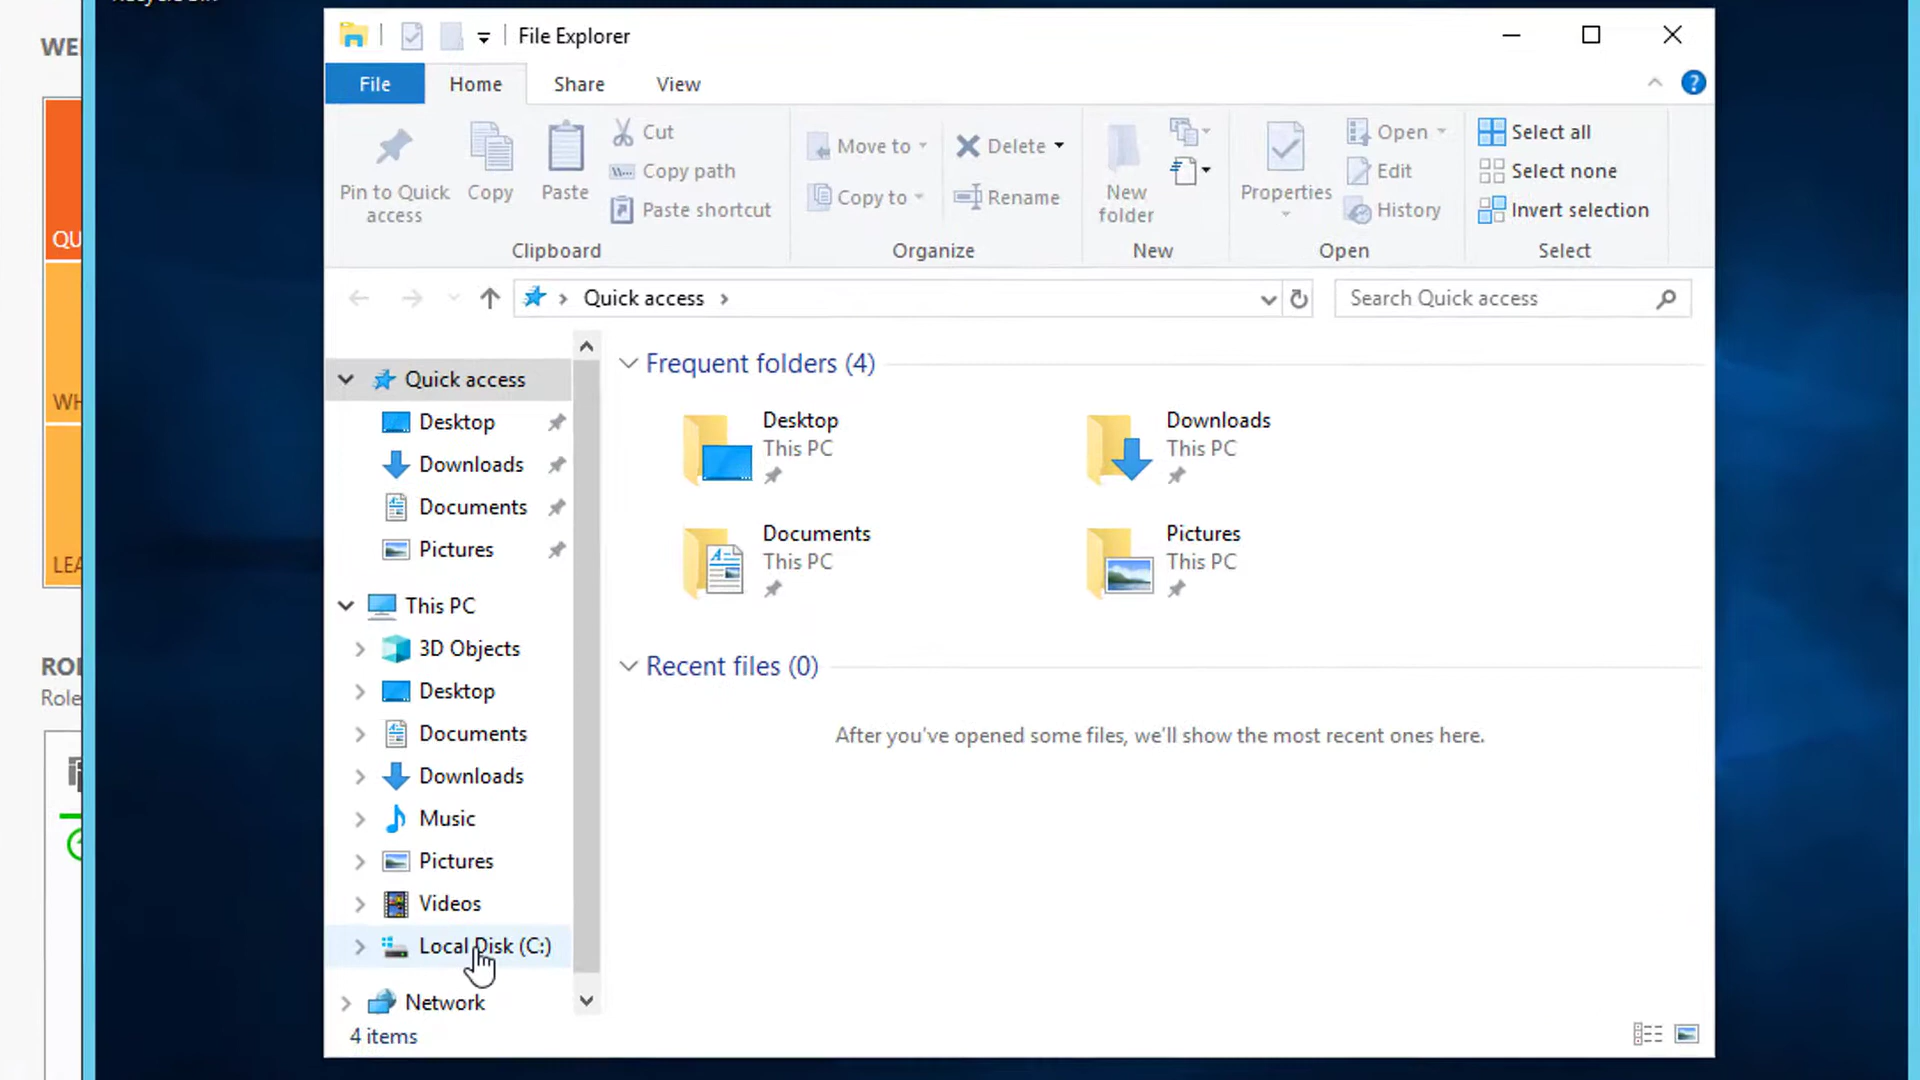 WE
File Explorer
File Home Share View
Pin to Quick access
Copy
Paste
Cut
Copy path
Paste shortcut
Clipboard
Move to
Copy to
Delete
Rename
Organize
New folder
New
Properties
Open
Edit
History
Open
Select all
Select none
Invert selection
Select
QU
WH
LEA
ROL
Role
Quick access
Search Quick access
Quick access
Desktop
Downloads
Documents
Pictures
This PC
3D Objects
Desktop
Documents
Downloads
Music
Pictures
Videos
Local Disk (C:)
Network
Frequent folders (4)
Desktop
This PC
Downloads
This PC
Documents
This PC
Pictures
This PC
Recent files (0)
After you've opened some files, we'll show the most recent ones here.
4 items